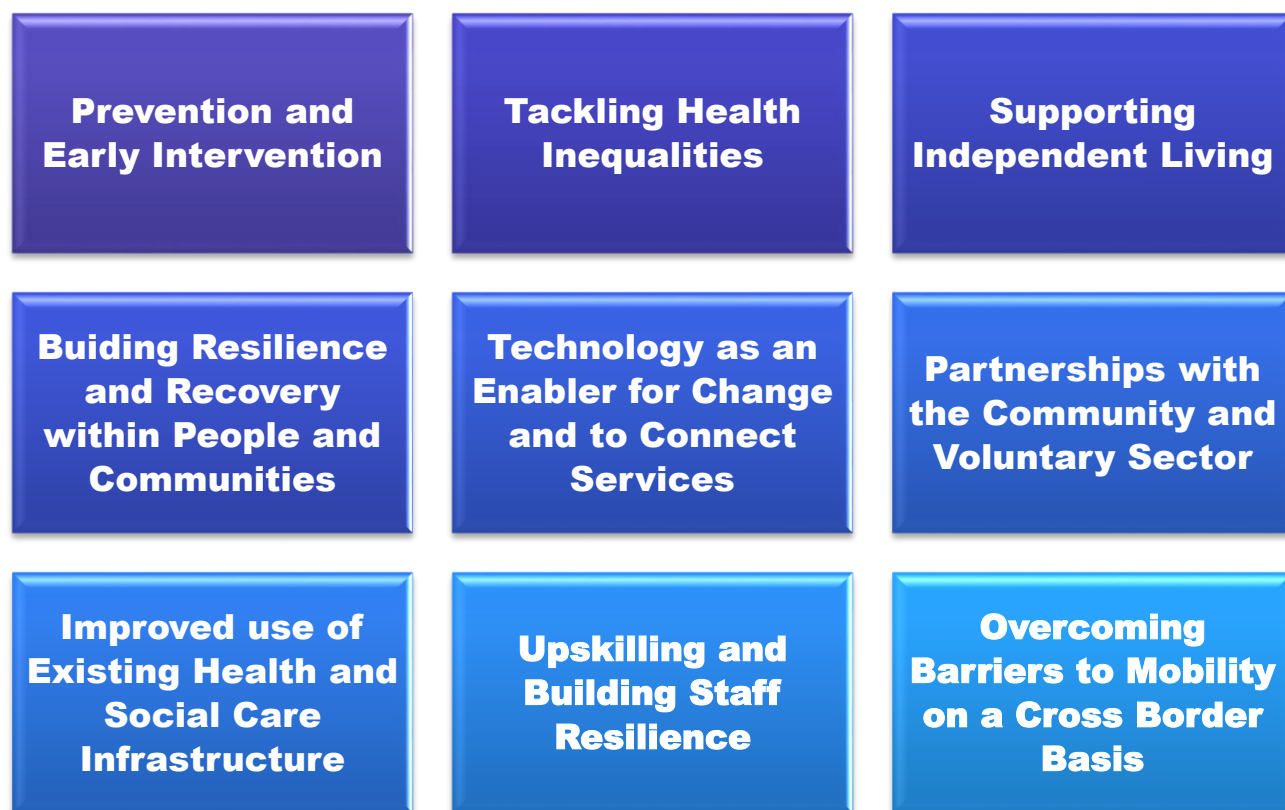 Prevention and
Early Intervention
Tackling Health
Inequalities
Supporting
Independent Living
Buiding Resilience
and Recovery
within People and
Communities
Technology as an
Enabler for Change
and to Connect
Services
Partnerships with
the Community and
Voluntary Sector
Improved use of
Existing Health and
Social Care
Infrastructure
Upskilling and
Building Staff
Resilience
Overcoming
Barriers to Mobility
on a Cross Border
Basis